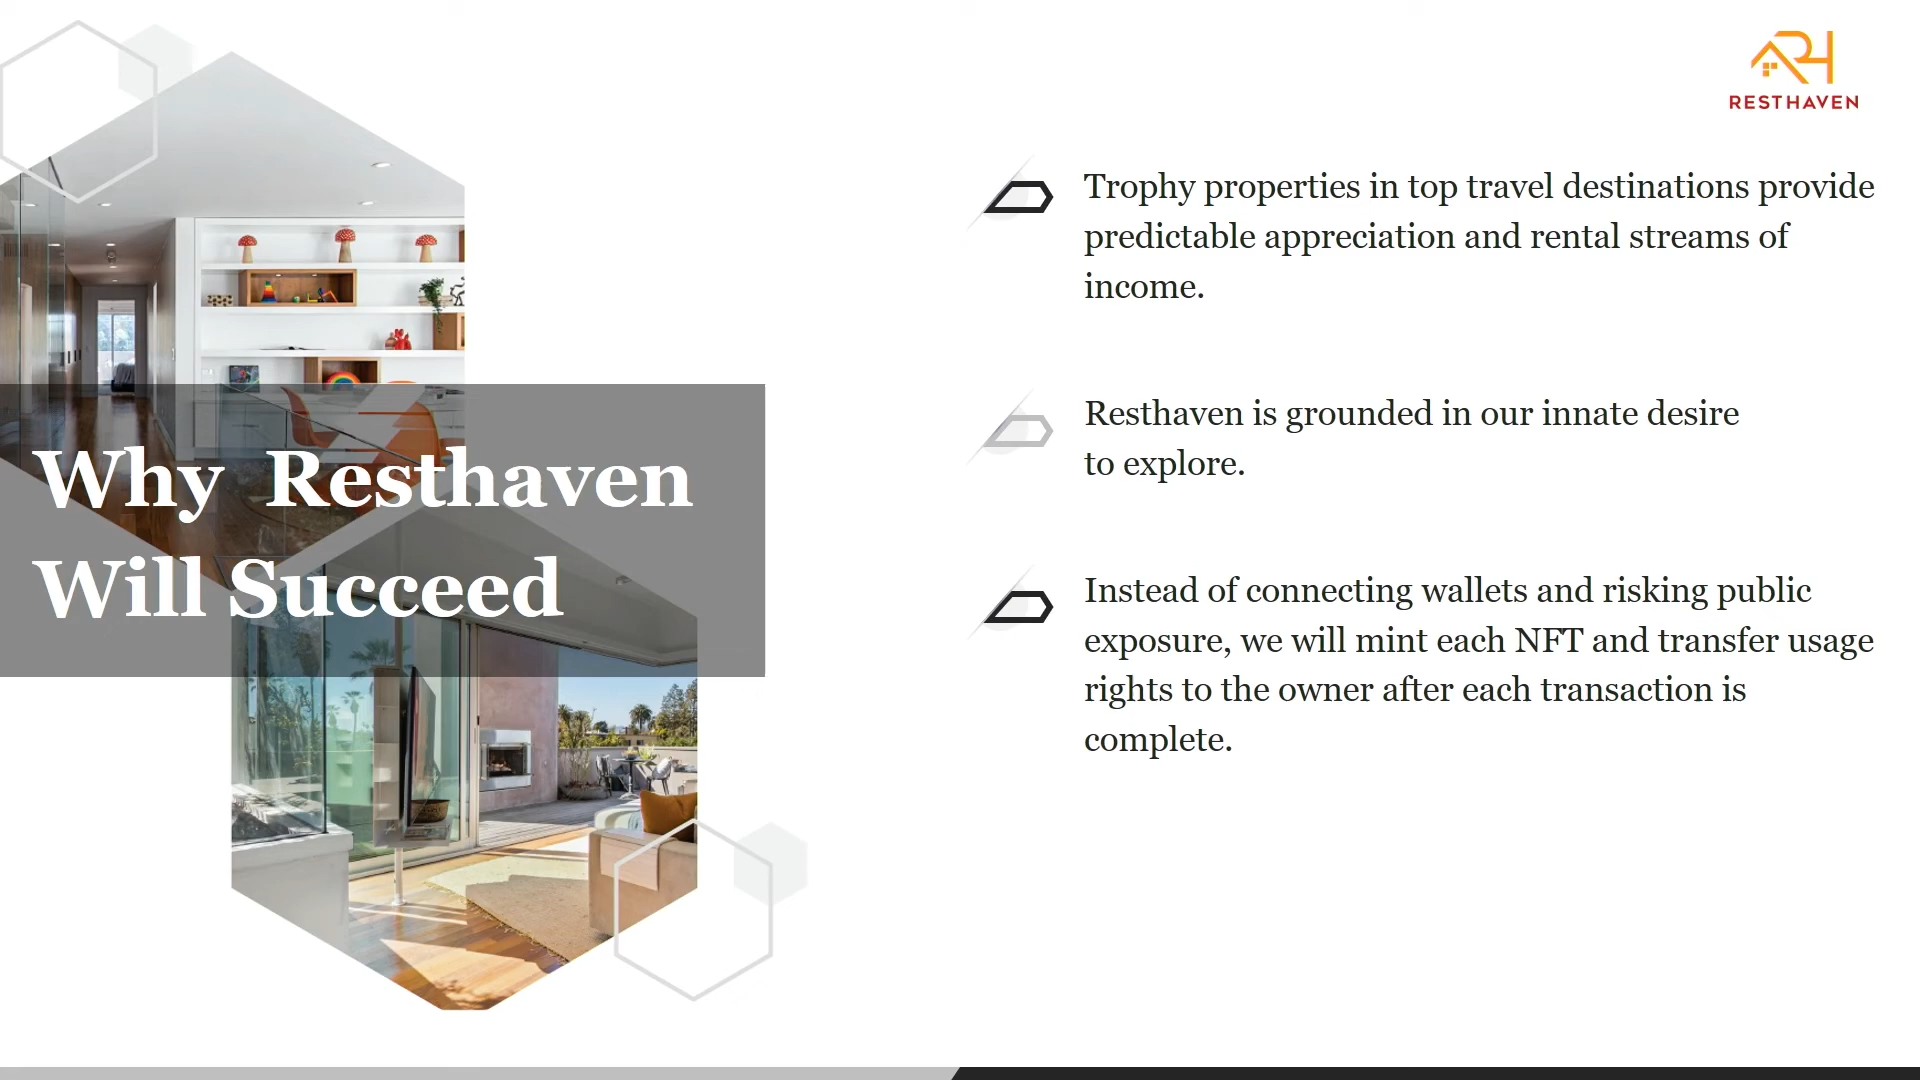 RH
RESTHAVEN
Why Resthaven
Will Succeed
Trophy properties in top travel destinations provide
predictable appreciation and rental streams of
income.
Resthaven is grounded in our innate desire
to explore.
Instead of connecting wallets and risking public
exposure, we will mint each NFT and transfer usage
rights to the owner after each transaction is
complete.